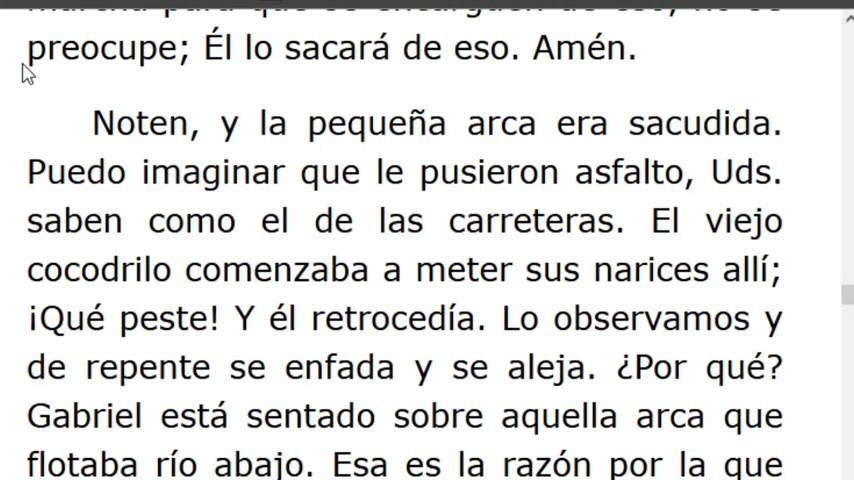 preocupe; Él lo sacará de eso. Amén.
Noten, y la pequeña arca era sacudida.
Puedo imaginar que le pusieron asfalto, Uds.
saben como el de las carreteras. El viejo
cocodrilo comenzaba a meter sus narices allí;
¡Qué peste! Y él retrocedía. Lo observamos y
de repente se enfada y se aleja. ¿Por qué?
Gabriel está sentado sobre aquella arca que
flotaba río abajo. Esa es la razón por la que